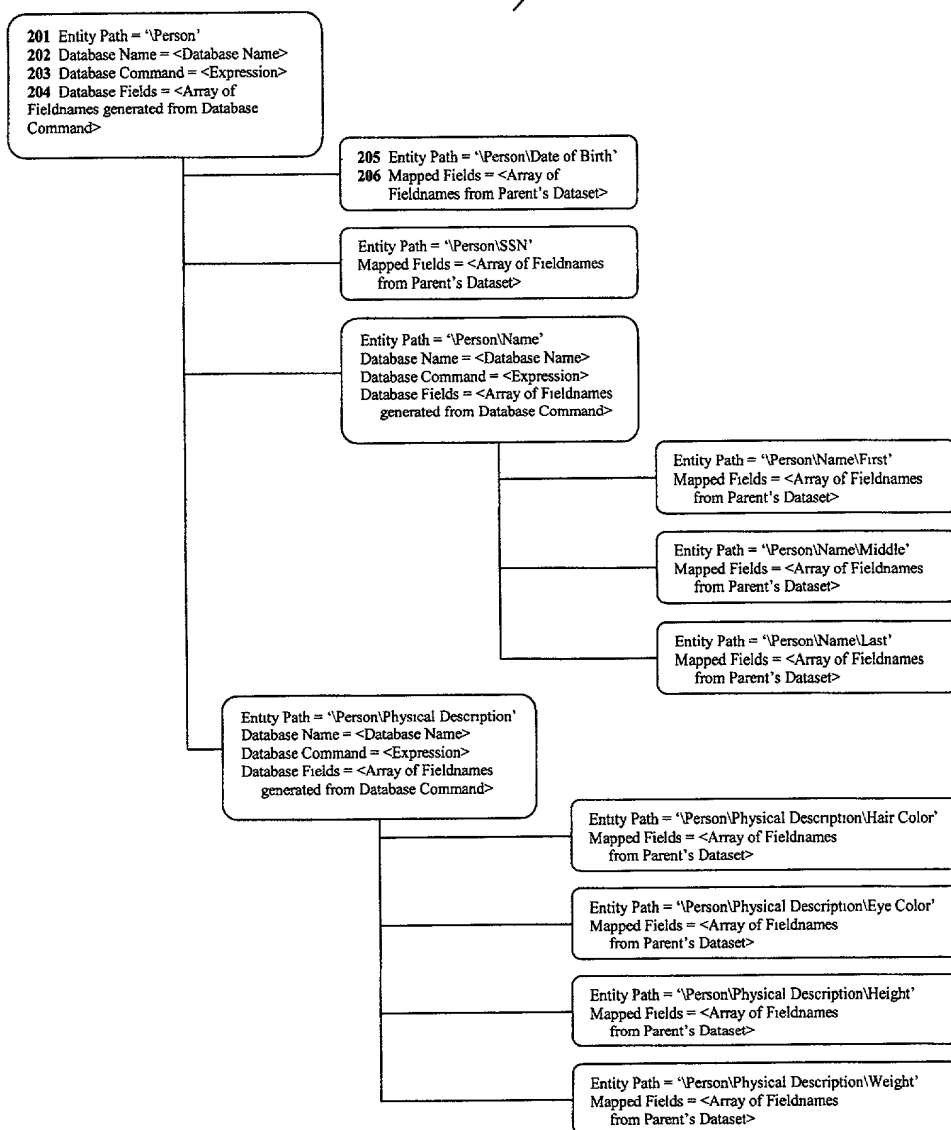 201 Entity Path = '\Person'
202 Database Name = <Database Name>
203 Database Command = <Expression>
204 Database Fields = <Array of
Fieldnames generated from Database
Command>
205 Entity Path = '\Person\Date of Birth'
206 Mapped Fields = <Array of
Fieldnames from Parent's Dataset>
Entity Path = '\Person\SSN'
Mapped Fields = <Array of Fieldnames
from Parent's Dataset>
Entity Path = '\Person\Name'
Database Name = <Database Name>
Database Command = <Expression>
Database Fields = <Array of Fieldnames
generated from Database Command>
Entity Path = '\Person\Name\First'
Mapped Fields = <Array of Fieldnames
from Parent's Dataset>
Entity Path = '\Person\Name\Middle'
Mapped Fields = <Array of Fieldnames
from Parent's Dataset>
Entity Path = '\Person\Name\Last'
Mapped Fields = <Array of Fieldnames
from Parent's Dataset>
Entity Path = '\Person\Physical Description'
Database Name = <Database Name>
Database Command = <Expression>
Database Fields = <Array of Fieldnames
generated from Database Command>
Entity Path = '\Person\Physical Description\Hair Color'
Mapped Fields = <Array of Fieldnames
from Parent's Dataset>
Entity Path = '\Person\Physical Description\Eye Color'
Mapped Fields = <Array of Fieldnames
from Parent's Dataset>
Entity Path = '\Person\Physical Description\Height'
Mapped Fields = <Array of Fieldnames
from Parent's Dataset>
Entity Path = '\Person\Physical Description\Weight'
Mapped Fields = <Array of Fieldnames
from Parent's Dataset>